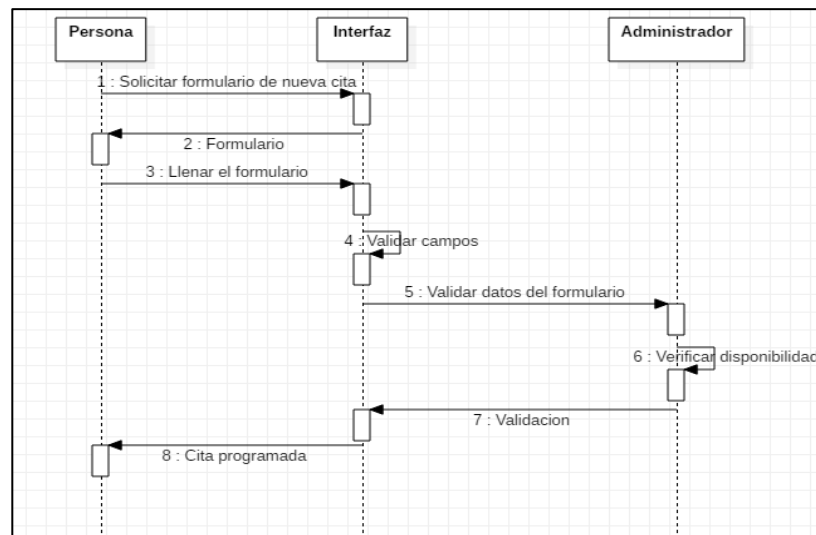 Persona
Interfaz
Administrador
1 : Solicitar formulario de nueva cita
2 : Formulario
3 : Llenar el formulario
4 : Validar campos
5 : Validar datos del formulario
6 : Verificar disponibilidad
7 : Validacion
8 : Cita programada